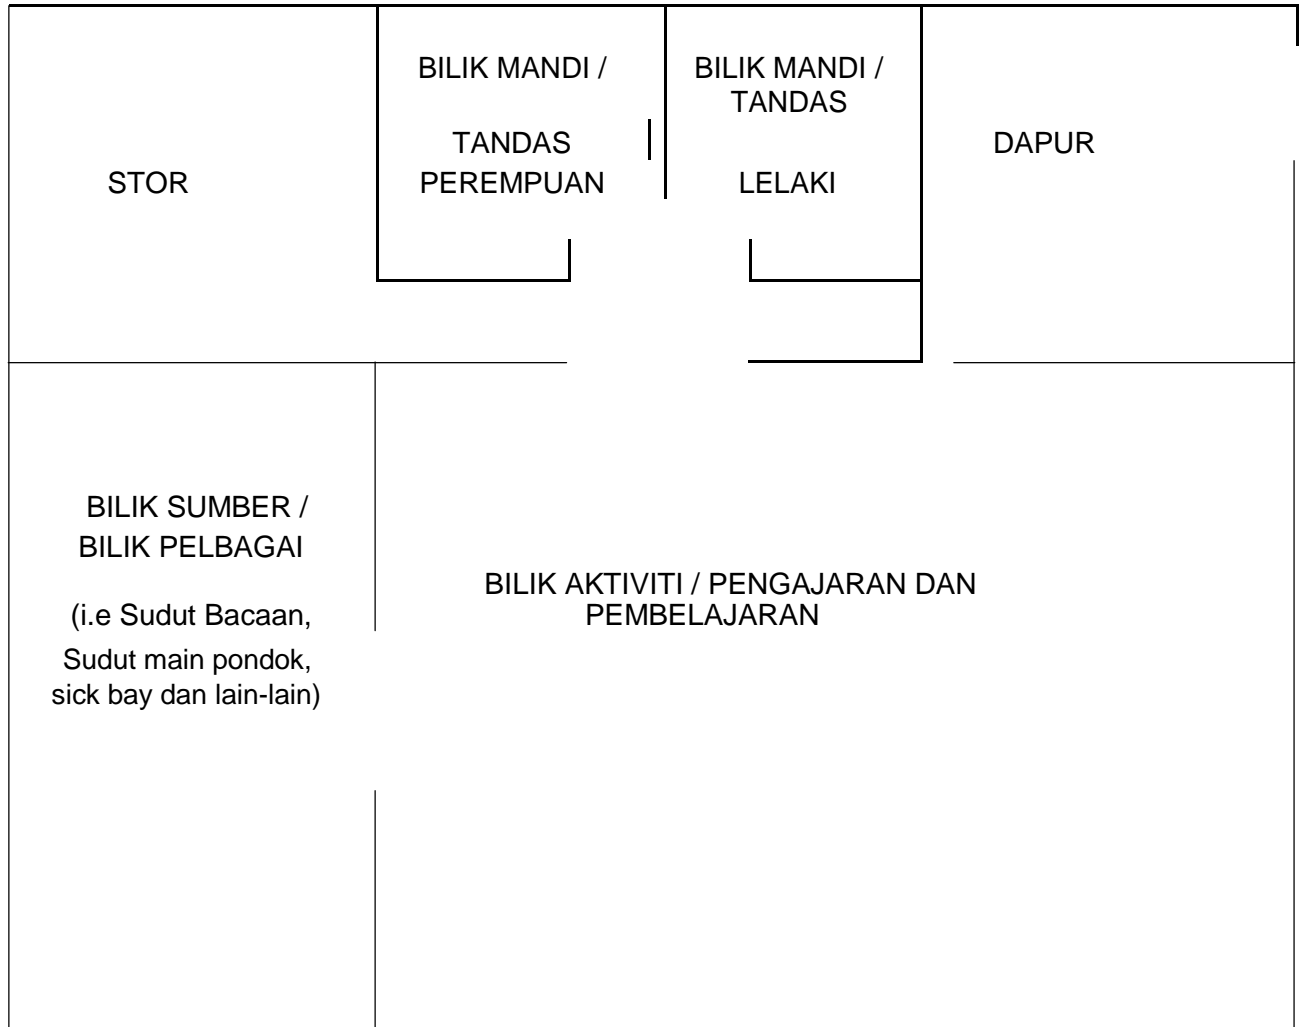 STOR
BILIK MANDI /
TANDAS
PEREMPUAN
BILIK MANDI /
TANDAS
LELAKI
DAPUR
BILIK SUMBER /
BILIK PELBAGAI
(i.e Sudut Bacaan,
Sudut main pondok,
sick bay dan lain-lain)
BILIK AKTIVITI / PENGAJARAN DAN
PEMBELAJARAN